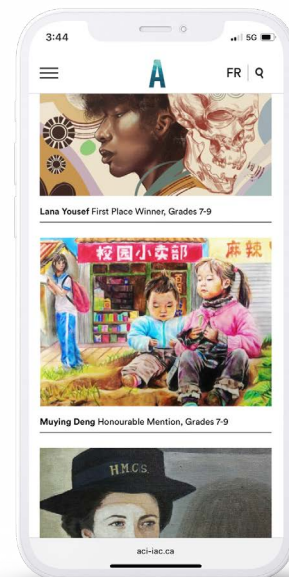 3:44
5G
A
FR
Lana Yousef First Place Winner, Grades 7-9
校园小卖部
麻辣
Muying Deng Honourable Mention, Grades 7-9
H.M.C.S.
aci-iac.ca